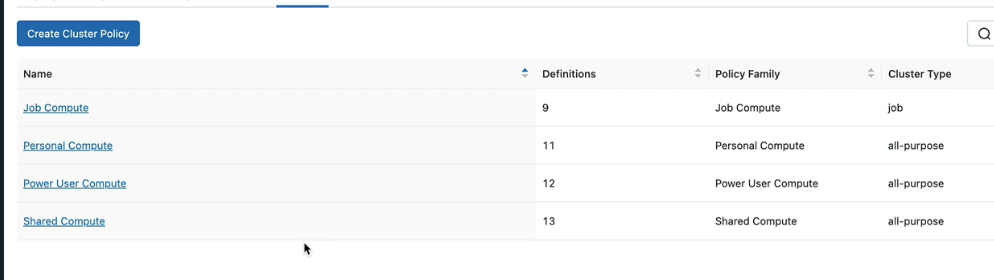 Create Cluster Policy
Name Definitions Policy Family Cluster Type
Job Compute 9 Job Compute job
Personal Compute 11 Personal Compute all-purpose
Power User Compute 12 Power User Compute all-purpose
Shared Compute 13 Shared Compute all-purpose